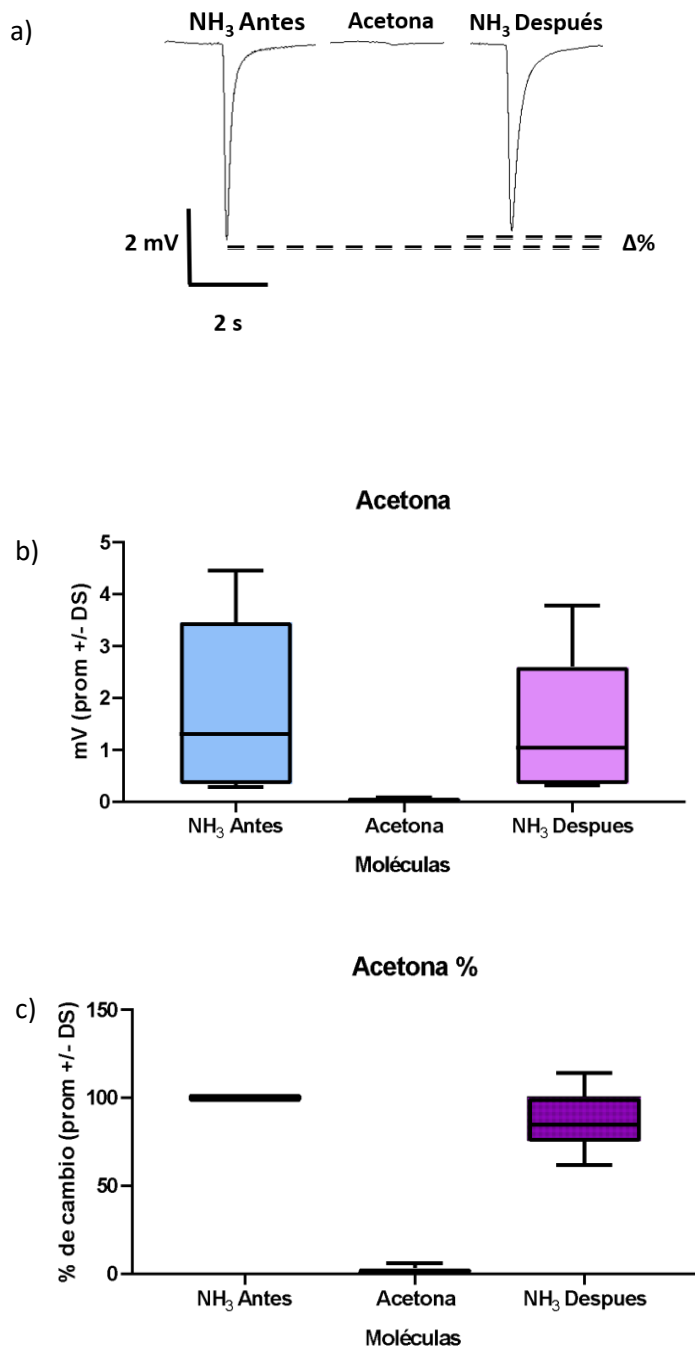 a)
NH₃ Antes
Acetona
NH₃ Después
2 mV
Δ%
2 s
Acetona
b)
mV (prom +/- DS)
5
4
3
2
1
0
NH₃ Antes
Acetona
NH₃ Despues
Moléculas
Acetona %
c)
% de cambio (prom +/- DS)
150
100
50
0
NH₃ Antes
Acetona
NH₃ Despues
Moléculas